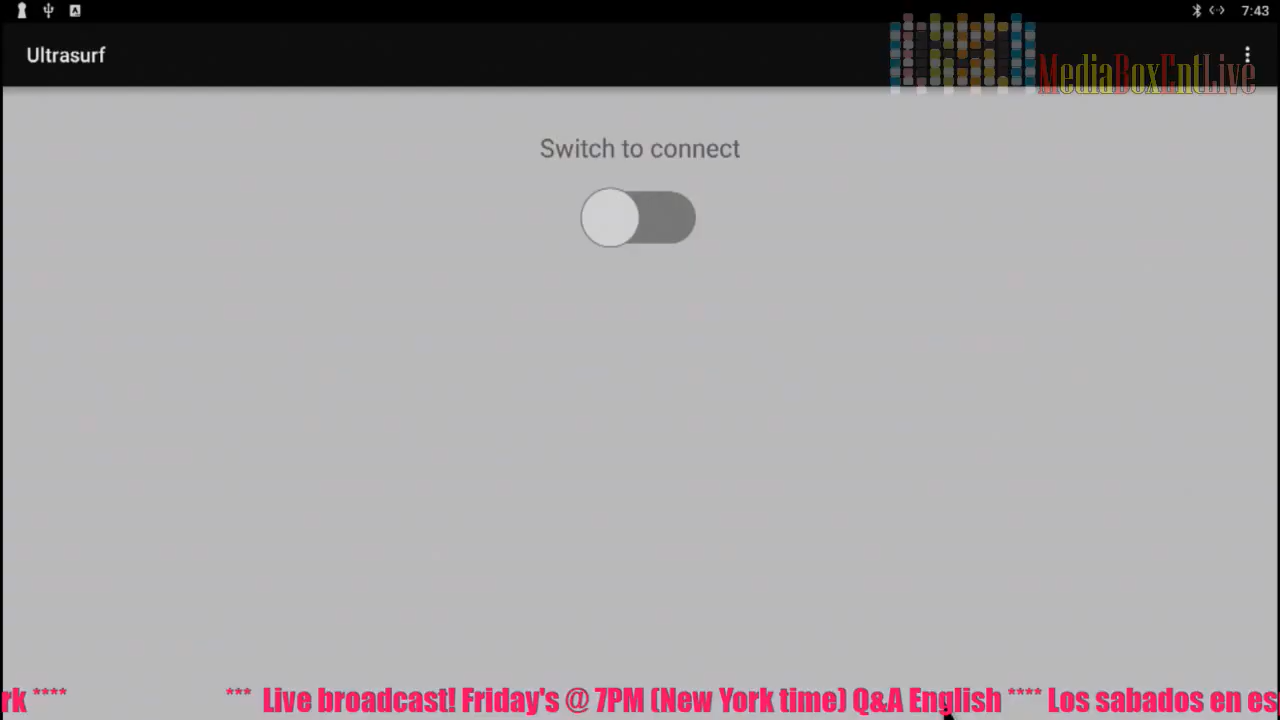 7:43
Ultrasurf
MediaBoxEntLive
Switch to connect
rk **** *** Live broadcast! Friday's @ 7PM (New York time) Q&A English **** Los sabados en es